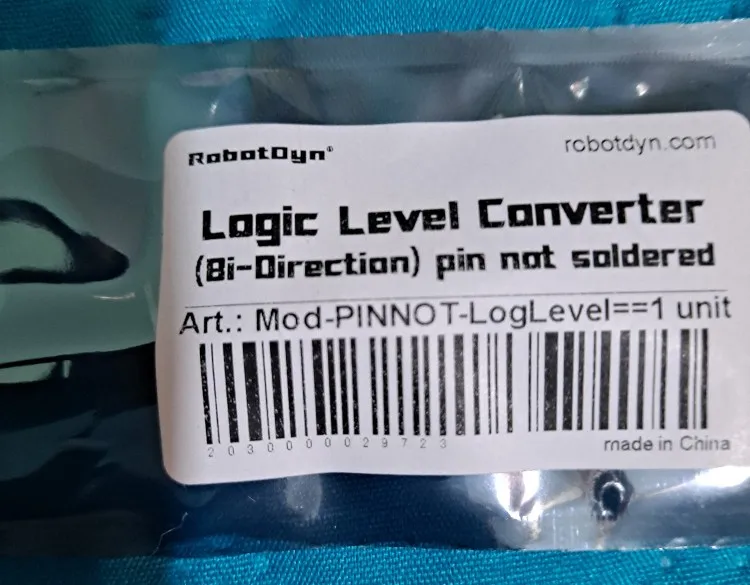 RobotDyn®
robotdyn.com
Logic Level Converter
(Bi-Direction) pin not soldered
Art.: Mod-PINNOT-LogLevel==1 unit
2030000029723
made in China